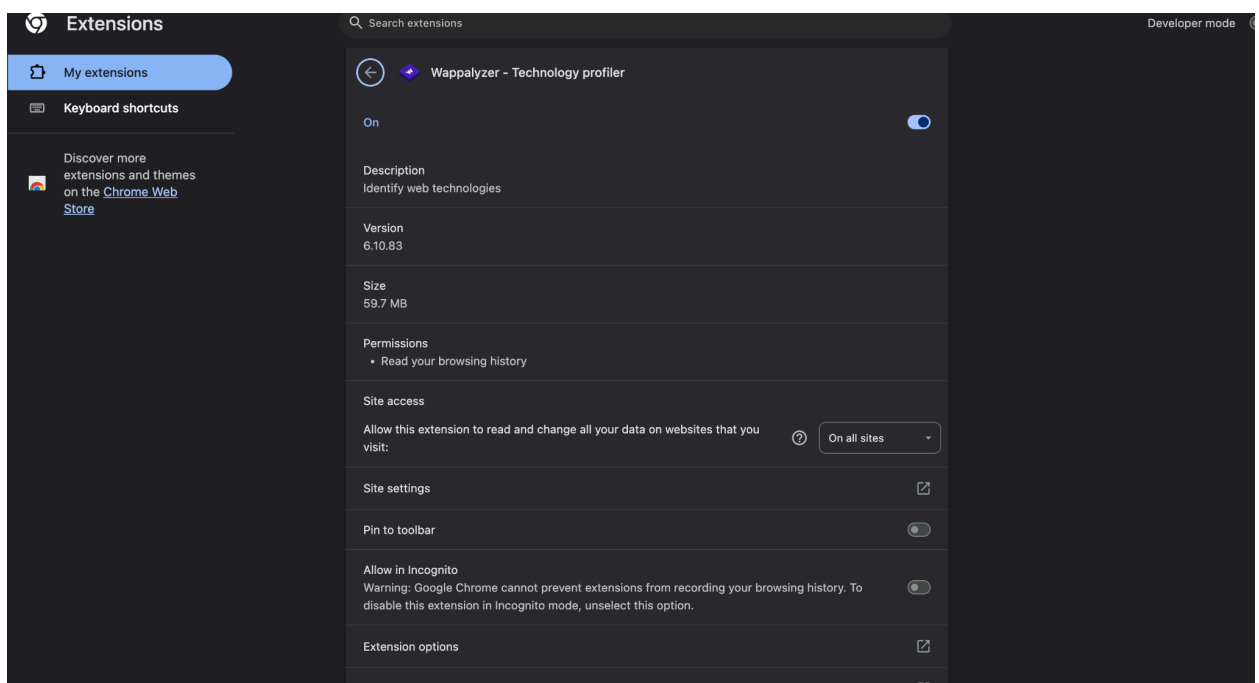 Extensions
Search extensions
Developer mode
My extensions
Keyboard shortcuts
Discover more
extensions and themes
on the Chrome Web
Store
Wappalyzer - Technology profiler
On
Description
Identify web technologies
Version
6.10.83
Size
59.7 MB
Permissions
• Read your browsing history
Site access
Allow this extension to read and change all your data on websites that you
visit:
On all sites
Site settings
Pin to toolbar
Allow in Incognito
Warning: Google Chrome cannot prevent extensions from recording your browsing history. To
disable this extension in Incognito mode, unselect this option.
Extension options